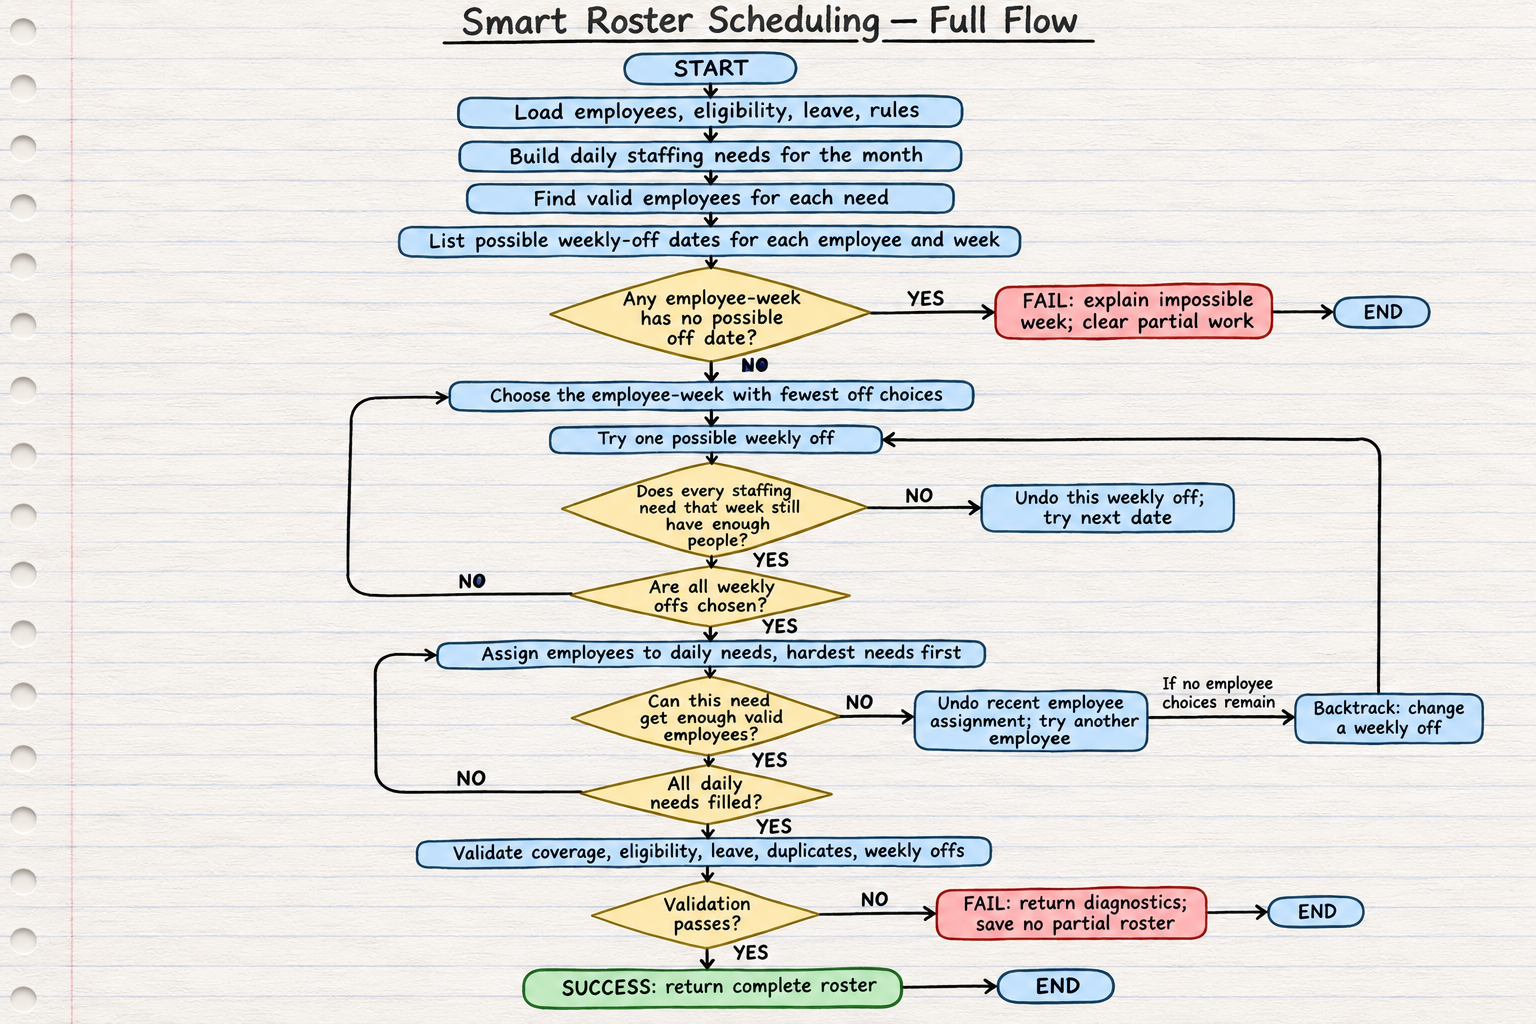 Smart Roster Scheduling — Full Flow
START
Load employees, eligibility, leave, rules
Build daily staffing needs for the month
Find valid employees for each need
List possible weekly-off dates for each employee and week
Any employee-week
has no possible
off date?
YES
FAIL: explain impossible
week; clear partial work
END
NO
Choose the employee-week with fewest off choices
Try one possible weekly off
Does every staffing
need that week still
have enough
people?
NO
Undo this weekly off;
try next date
YES
Are all weekly
offs chosen?
NO
YES
Assign employees to daily needs, hardest needs first
Can this need
get enough valid
employees?
NO
Undo recent employee
assignment; try another
employee
If no employee
choices remain
Backtrack: change
a weekly off
YES
All daily
needs filled?
NO
YES
Validate coverage, eligibility, leave, duplicates, weekly offs
Validation
passes?
NO
FAIL: return diagnostics;
save no partial roster
END
YES
SUCCESS: return complete roster
END